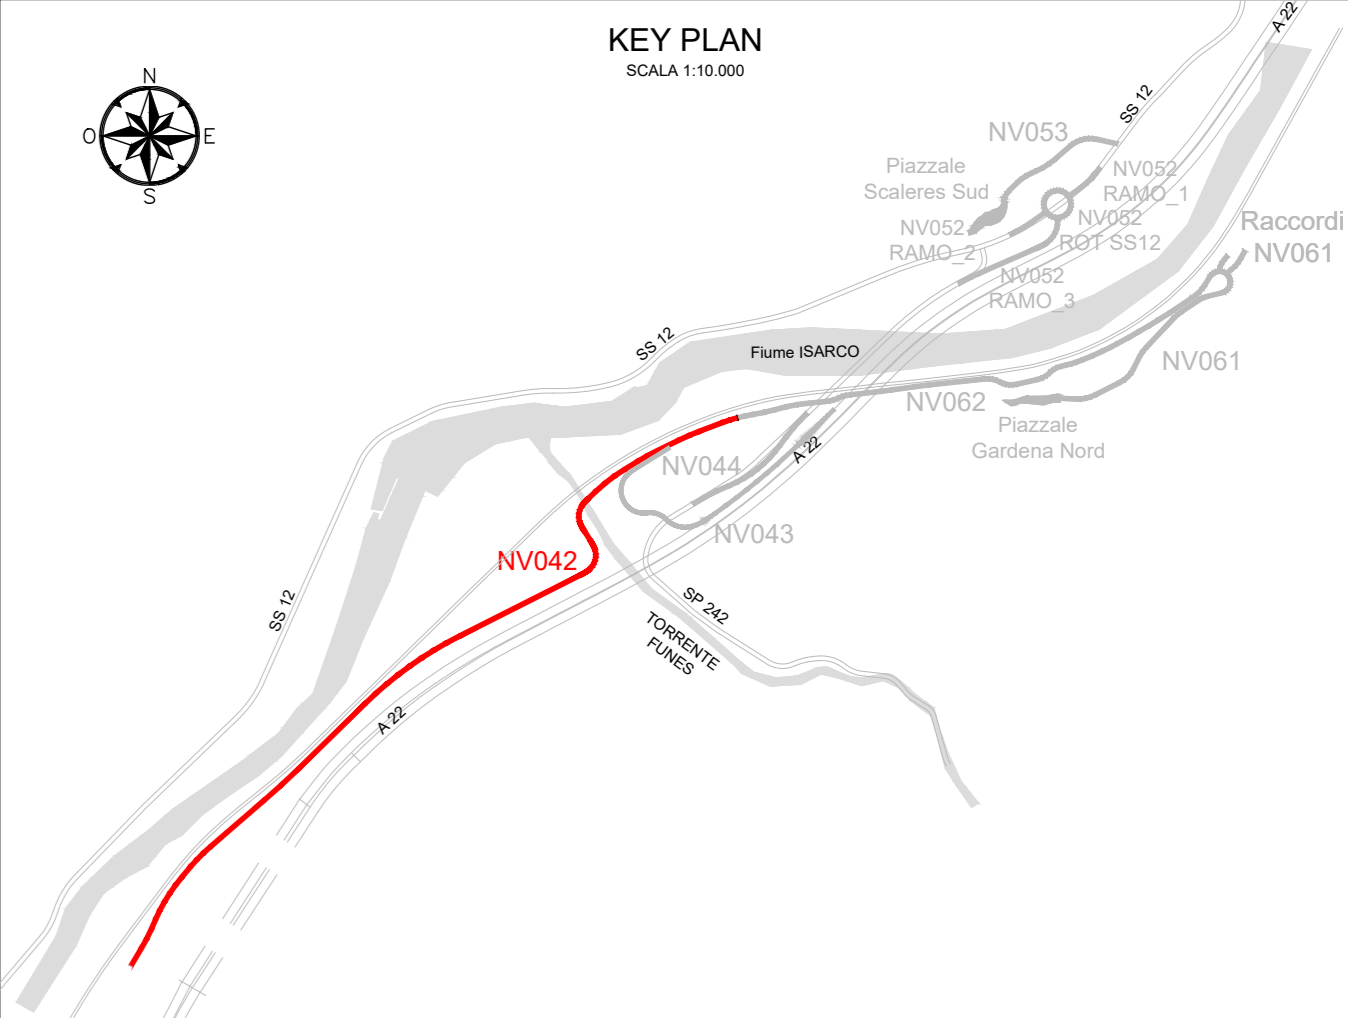 KEY PLAN
SCALA 1:10.000
N
O
E
S
A 22
SS 12
NV053
Piazzale
Scaleres Sud
NV052
RAMO_1
NV052
ROT SS12
NV052
RAMO_2
NV052
RAMO_3
Raccordi
NV061
SS 12
Fiume ISARCO
NV061
NV062
Piazzale
Gardena Nord
A 22
NV044
NV043
NV042
SS 12
SP 242
TORRENTE
FUNES
A 22